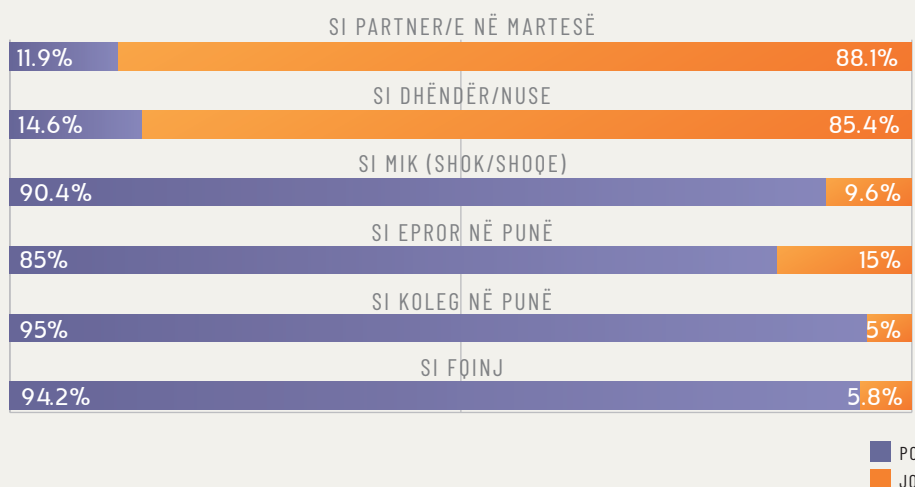 SI PARTNER/E NË MARTESË
11.9% 88.1%
SI DHËNDËR/NUSE
14.6% 85.4%
SI MIK (SHOK/SHOQE)
90.4% 9.6%
SI EPROR NË PUNË
85% 15%
SI KOLEG NË PUNË
95% 5%
SI FQINJ
94.2% 5.8%
PO
JO